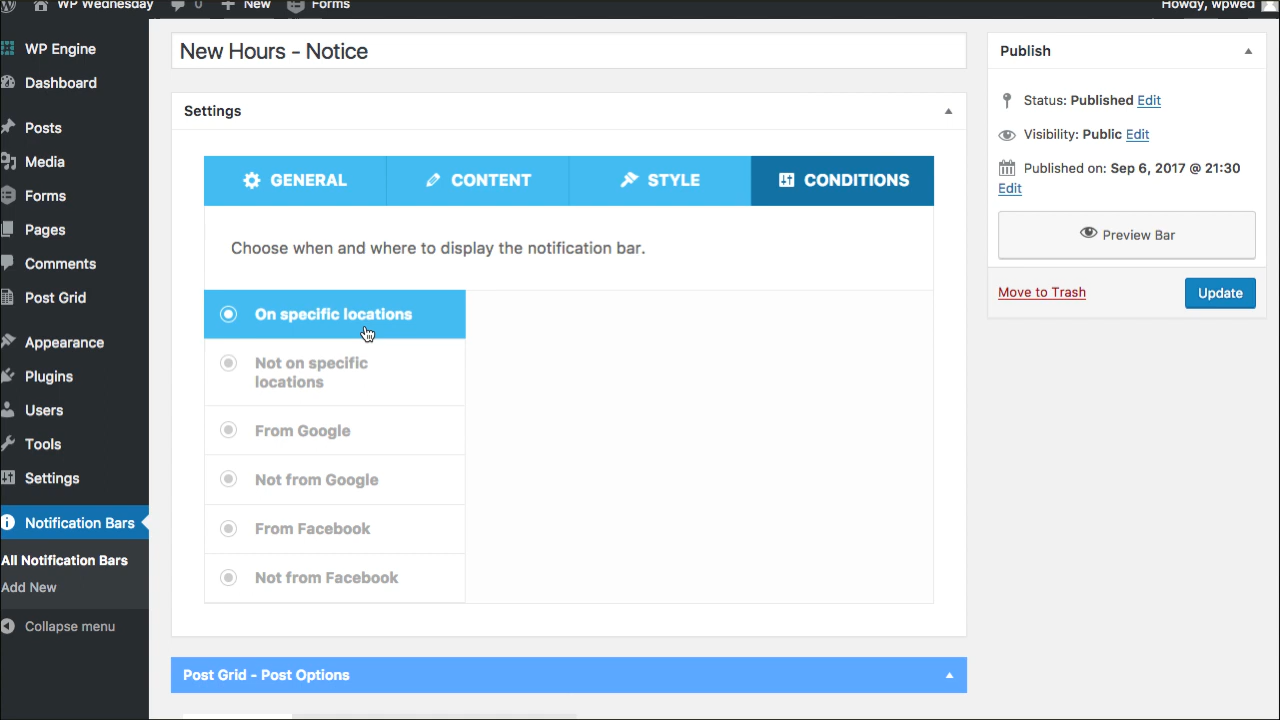 WP Wednesday 0 New Forms Howdy, wpwed
WP Engine
Dashboard
Posts
Media
Forms
Pages
Comments
Post Grid
Appearance
Plugins
Users
Tools
Settings
Notification Bars
All Notification Bars
Add New
Collapse menu
New Hours - Notice
Settings
GENERAL CONTENT STYLE CONDITIONS
Choose when and where to display the notification bar.
On specific locations
Not on specific
locations
From Google
Not from Google
From Facebook
Not from Facebook
Post Grid - Post Options
Publish
Status: Published Edit
Visibility: Public Edit
Published on: Sep 6, 2017 @ 21:30
Edit
Preview Bar
Move to Trash Update